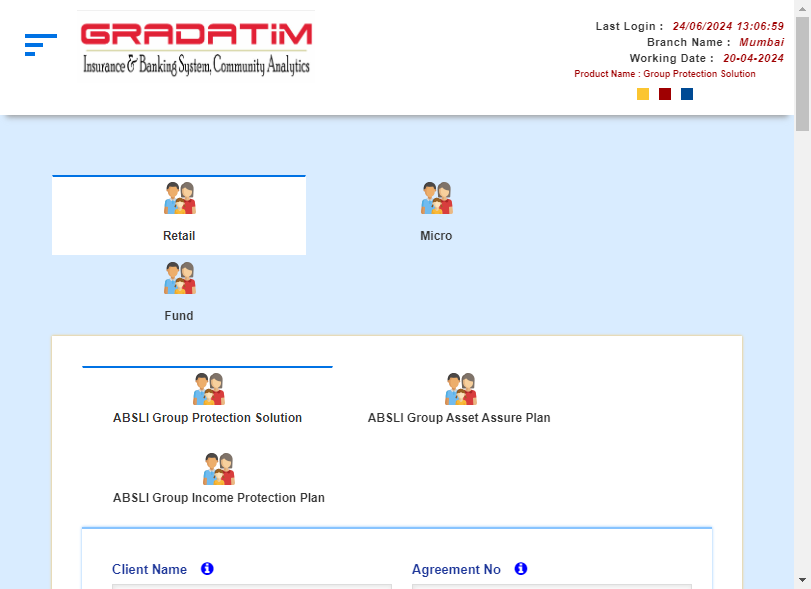 GRADATiM
Insurance & Banking System, Community Analytics
Last Login : 24/06/2024 13:06:59
Branch Name : Mumbai
Working Date : 20-04-2024
Product Name : Group Protection Solution
Retail
Micro
Fund
ABSLI Group Protection Solution
ABSLI Group Asset Assure Plan
ABSLI Group Income Protection Plan
Client Name
Agreement No